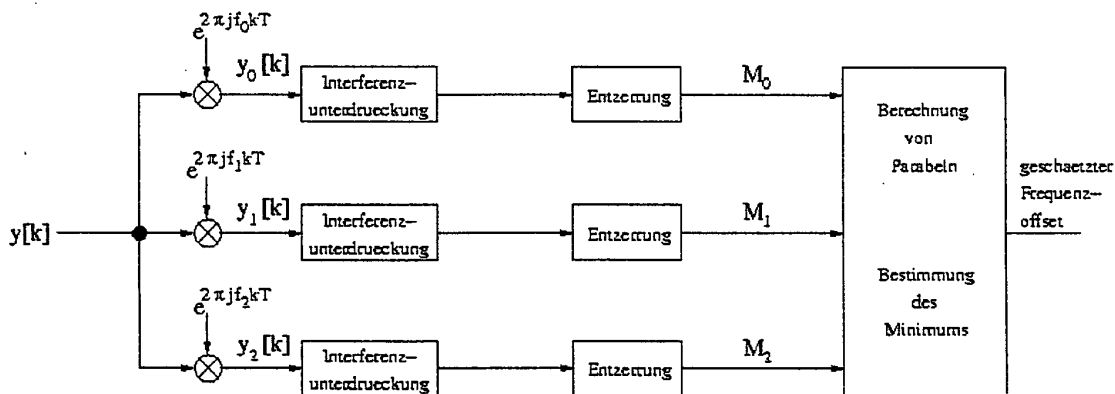 e^{2πjf_0kT}
y_0[k]
Interferenz-
unterdrueckung
Entzerrung
M_0
Berechnung
von
Parabeln
e^{2πjf_1kT}
y[k]
y_1[k]
Interferenz-
unterdrueckung
Entzerrung
M_1
geschaetzter
Frequenz-
offset
e^{2πjf_2kT}
y_2[k]
Interferenz-
unterdrueckung
Entzerrung
M_2
Bestimmung
des
Minimums